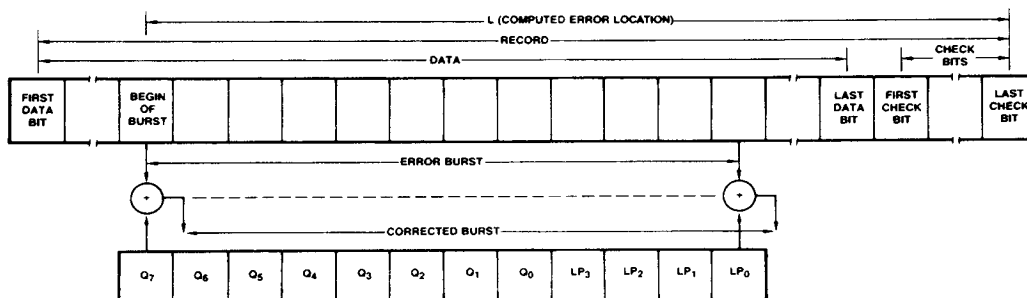 L (COMPUTED ERROR LOCATION)
RECORD
DATA
CHECK
BITS
FIRST
DATA
BIT
BEGIN
OF
BURST
LAST
DATA
BIT
FIRST
CHECK
BIT
LAST
CHECK
BIT
ERROR BURST
+
+
CORRECTED BURST
Q7 Q6 Q5 Q4 Q3 Q2 Q1 Q0 LP3 LP2 LP1 LP0